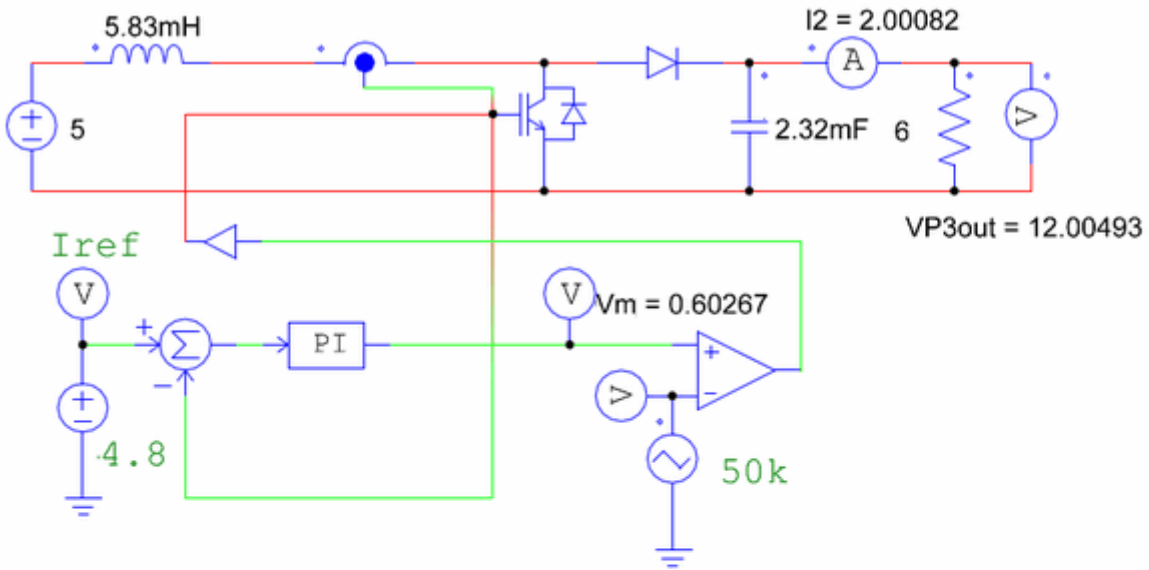 I2 = 2.00082
5.83mH
A
5
2.32mF
6
V
VP3out = 12.00493
Iref
V
V
Vm = 0.60267
Σ
PI
V
4.8
50k